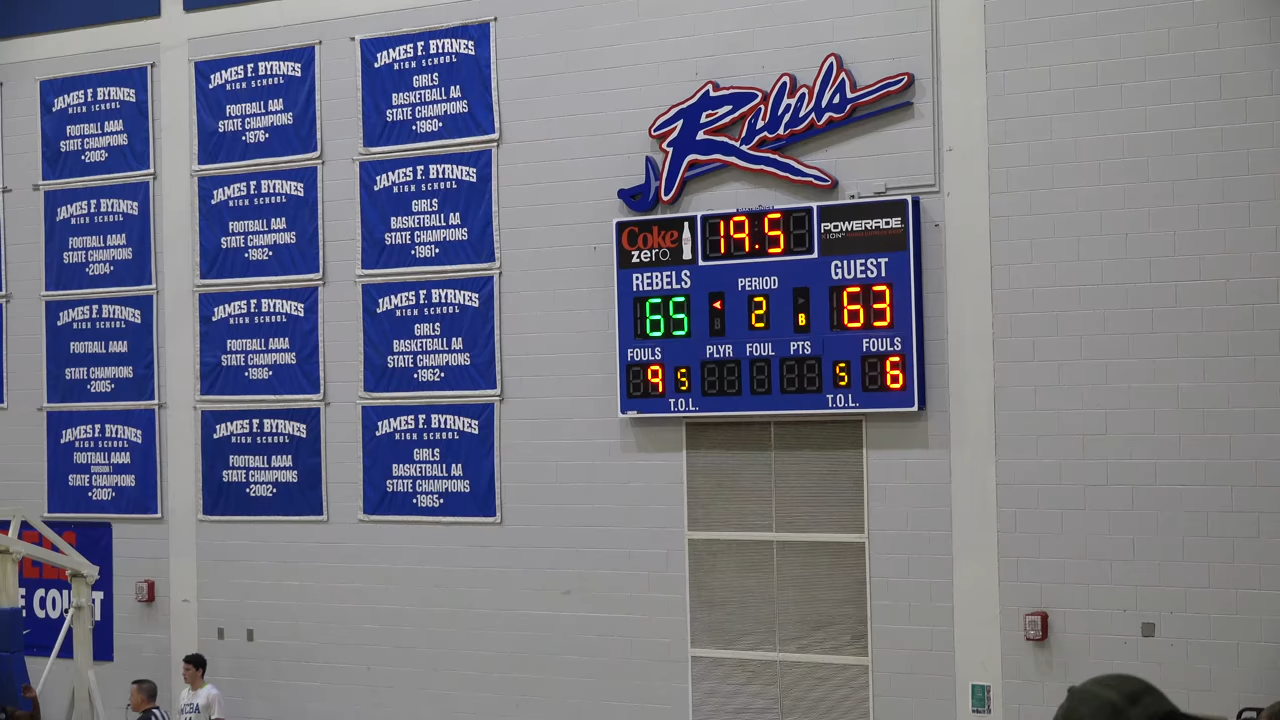 JAMES F. BYRNES
HIGH SCHOOL
FOOTBALL AAAA
STATE CHAMPIONS
•2003•
JAMES F. BYRNES
HIGH SCHOOL
FOOTBALL AAAA
STATE CHAMPIONS
•2004•
JAMES F. BYRNES
HIGH SCHOOL
FOOTBALL AAAA
STATE CHAMPIONS
•2005•
JAMES F. BYRNES
HIGH SCHOOL
FOOTBALL AAAA
DIVISION 1
STATE CHAMPIONS
•2007•
JAMES F. BYRNES
HIGH SCHOOL
FOOTBALL AAA
STATE CHAMPIONS
•1976•
JAMES F. BYRNES
HIGH SCHOOL
FOOTBALL AAA
STATE CHAMPIONS
•1982•
JAMES F. BYRNES
HIGH SCHOOL
FOOTBALL AAA
STATE CHAMPIONS
•1986•
JAMES F. BYRNES
HIGH SCHOOL
FOOTBALL AAAA
STATE CHAMPIONS
•2002•
JAMES F. BYRNES
HIGH SCHOOL
GIRLS
BASKETBALL AA
STATE CHAMPIONS
•1960•
JAMES F. BYRNES
HIGH SCHOOL
GIRLS
BASKETBALL AA
STATE CHAMPIONS
•1961•
JAMES F. BYRNES
HIGH SCHOOL
GIRLS
BASKETBALL AA
STATE CHAMPIONS
•1962•
JAMES F. BYRNES
HIGH SCHOOL
GIRLS
BASKETBALL AA
STATE CHAMPIONS
•1965•
Rebels
DAKTRONICS
Coke zero
19.5
POWERADE
ION4
REBELS PERIOD GUEST
65 B 2 B 63
FOULS PLYR FOUL PTS FOULS
9 5 5 6
T.O.L. T.O.L.